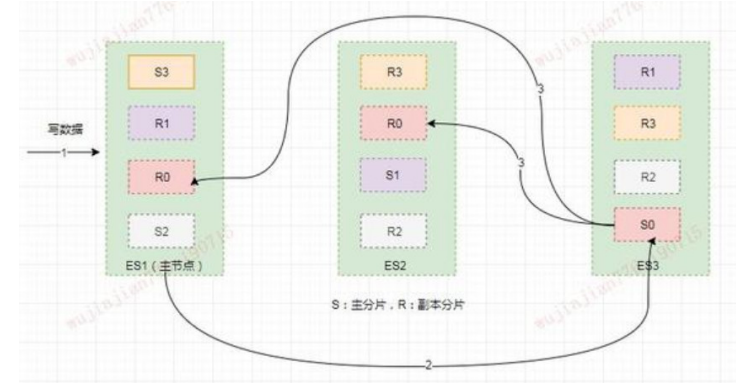 S3
R1
R0
S2
ES1（主节点）
R3
R0
S1
R2
ES2
R1
R3
R2
S0
ES3
写数据
1
3
3
2
S：主分片，R：副本分片